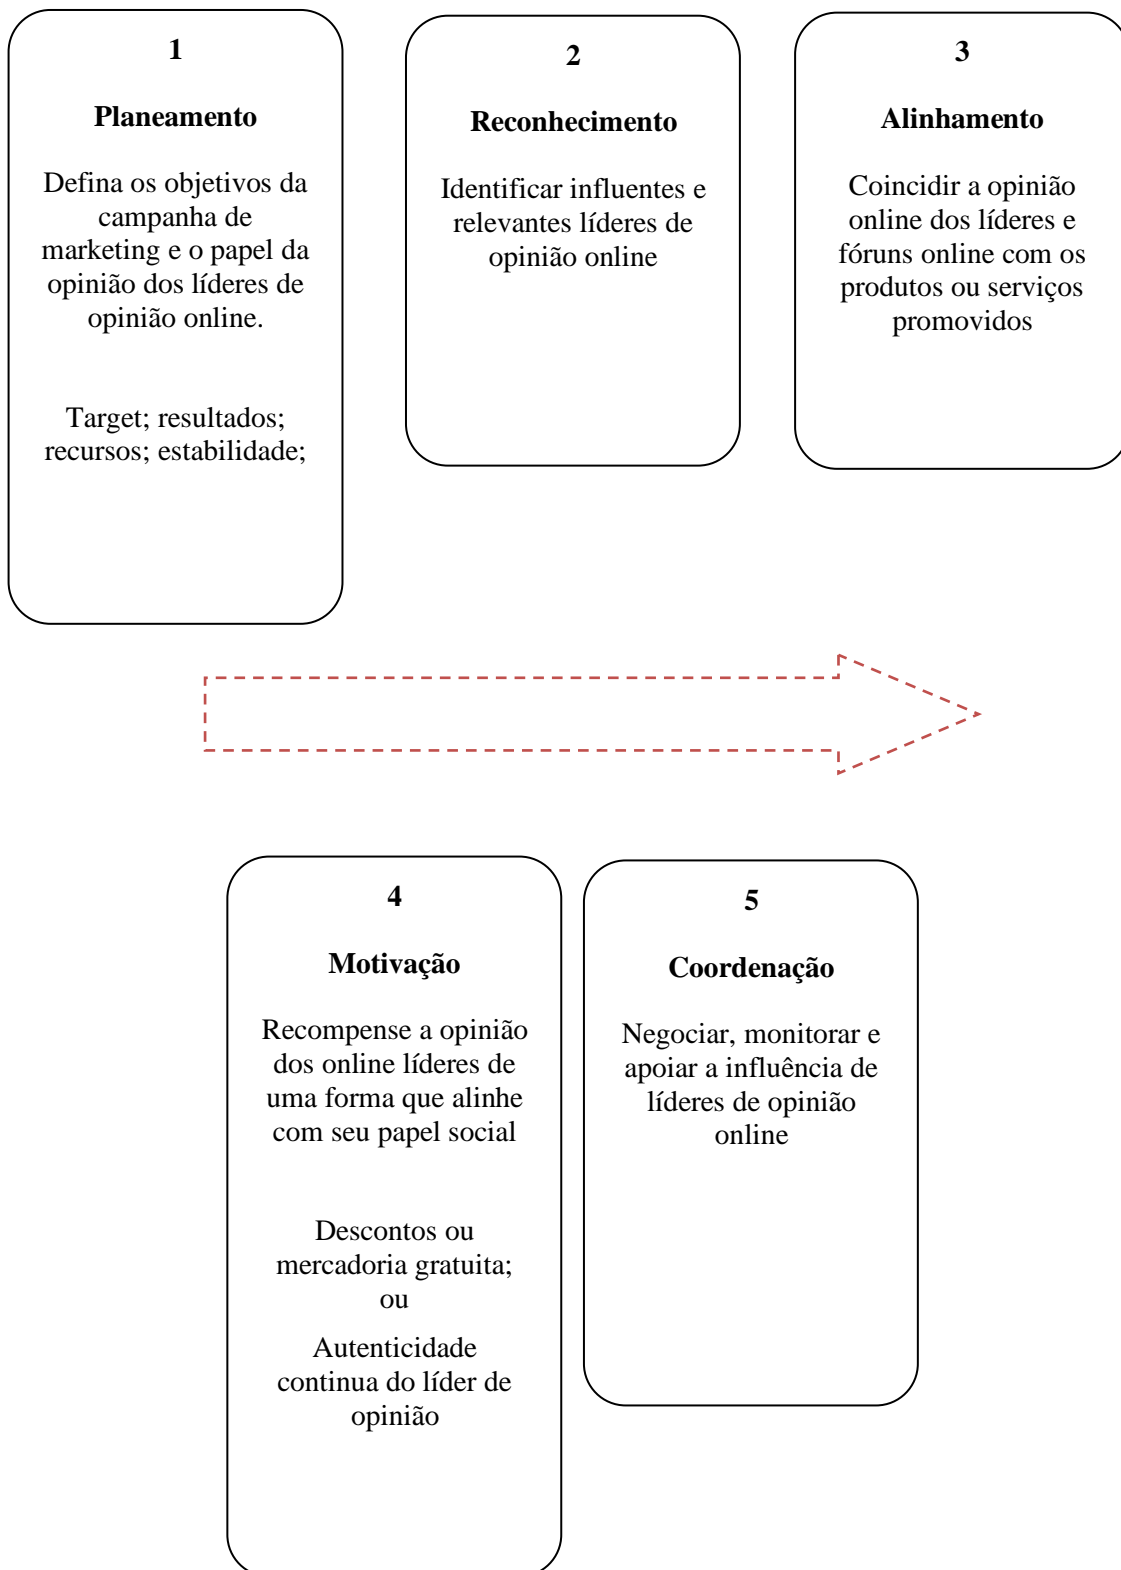 1
Planeamento
Defina os objetivos da
campanha de
marketing e o papel da
opinião dos líderes de
opinião online.
Target; resultados;
recursos; estabilidade;
2
Reconhecimento
Identificar influentes e
relevantes líderes de
opinião online
3
Alinhamento
Coincidir a opinião
online dos líderes e
fóruns online com os
produtos ou serviços
promovidos
4
Motivação
Recompense a opinião
dos online líderes de
uma forma que alinhe
com seu papel social
Descontos ou
mercadoria gratuita;
ou
Autenticidade
continua do líder de
opinião
5
Coordenação
Negociar, monitorar e
apoiar a influência de
líderes de opinião
online